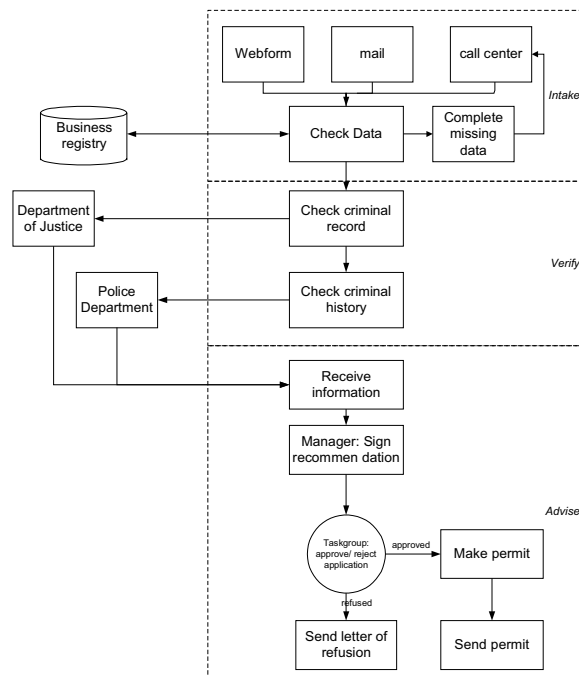 Webform
mail
call center
Intake
Business
registry
Check Data
Complete
missing
data
Department
of Justice
Check criminal
record
Verify
Police
Department
Check criminal
history
Receive
information
Manager: Sign
recommen dation
Advise
Taskgroup:
approve/ reject
application
approved
Make permit
refused
Send letter of
refusion
Send permit